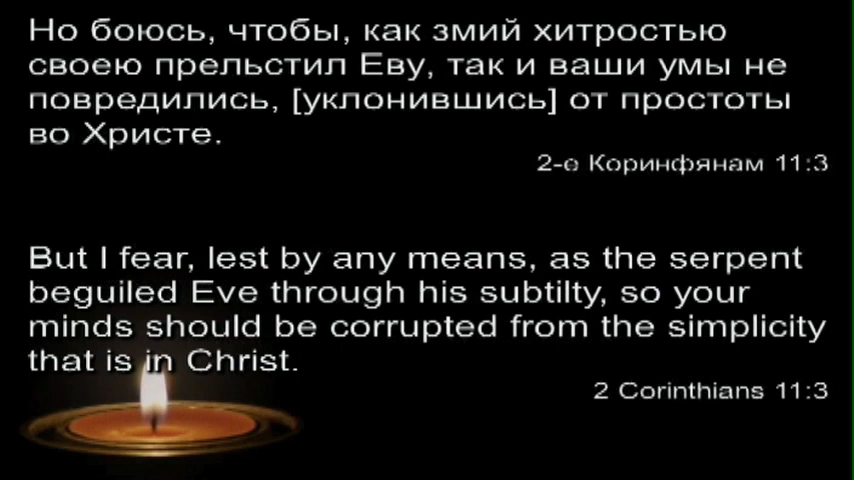 Но боюсь, чтобы, как змий хитростью
своею прельстил Еву, так и ваши умы не
повредились, [уклонившись] от простоты
во Христе.
2-е Коринфянам 11:3
But I fear, lest by any means, as the serpent
beguiled Eve through his subtilty, so your
minds should be corrupted from the simplicity
that is in Christ.
2 Corinthians 11:3